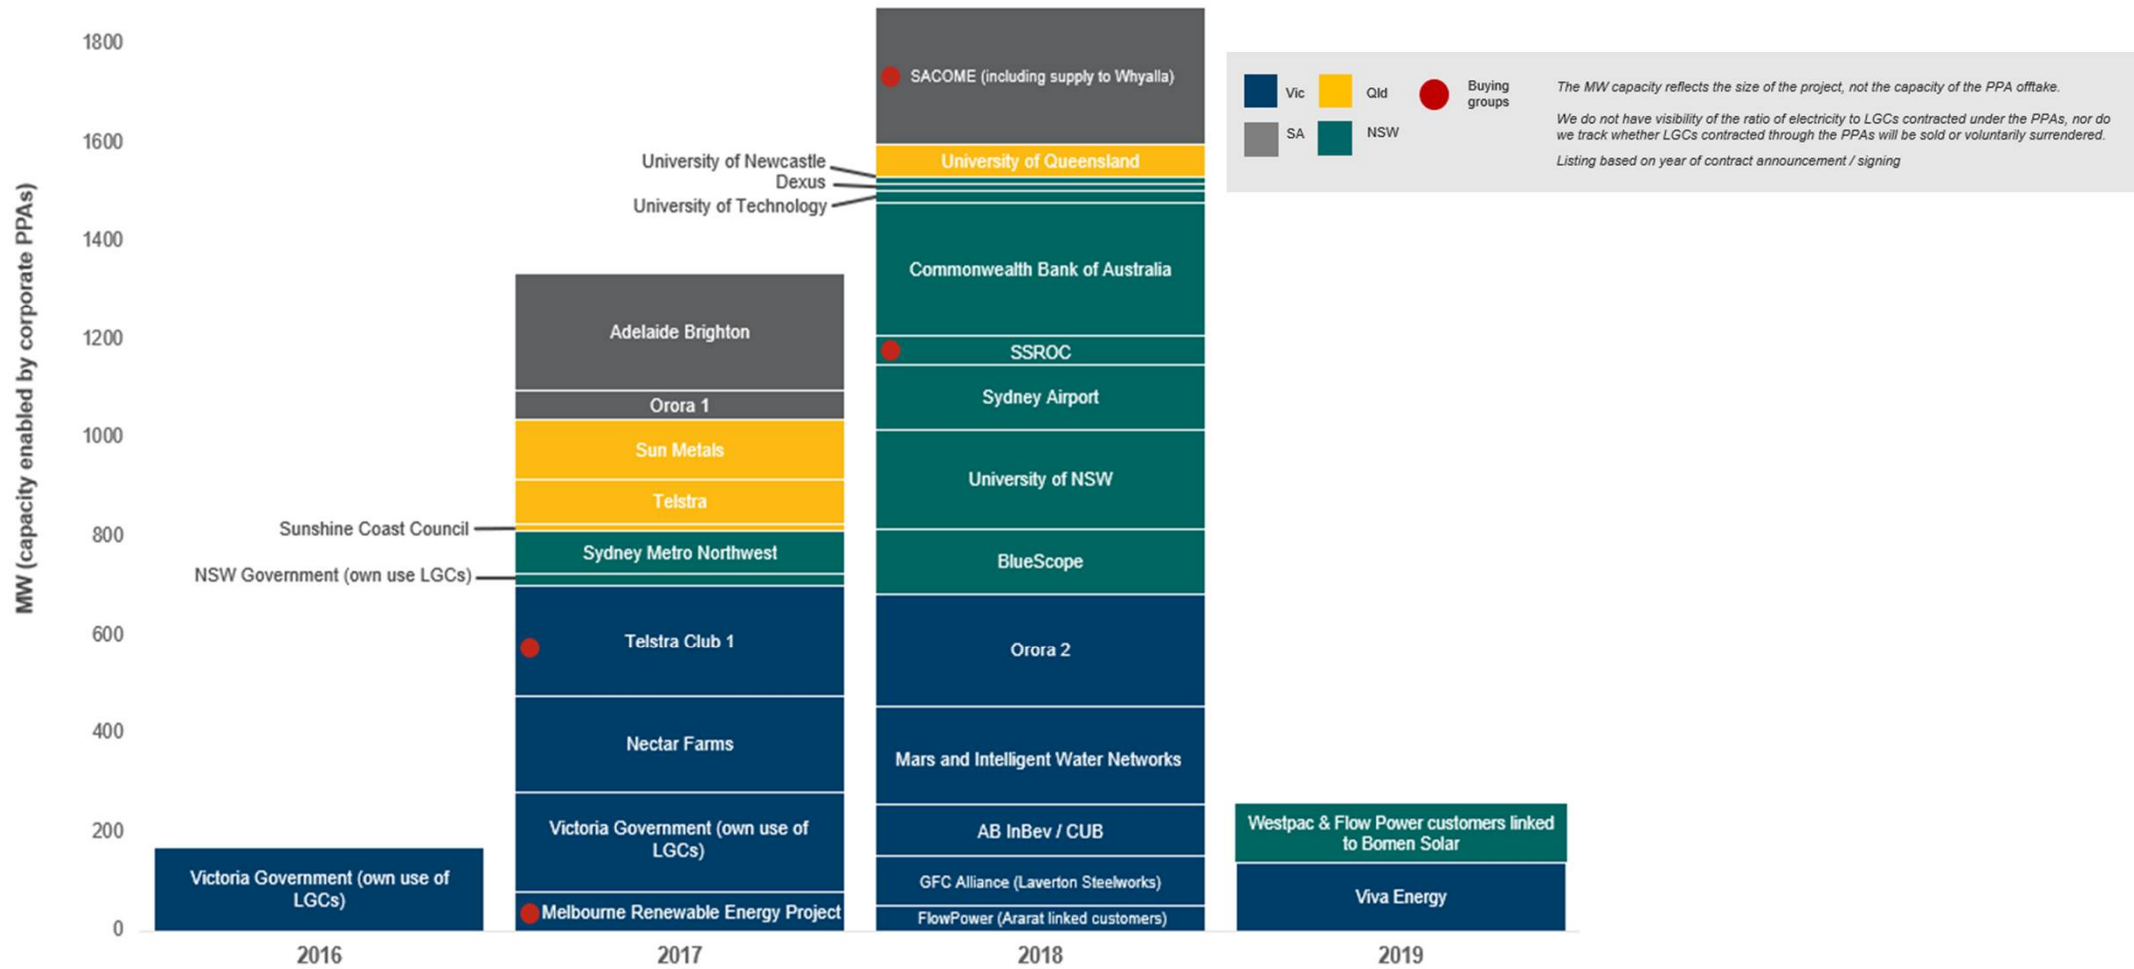 MW (capacity enabled by corporate PPAs)
1800
1600
1400
1200
1000
800
600
400
200
0
Victoria Government (own use of
LGCs)
2016
Adelaide Brighton
Orora 1
Sun Metals
Telstra
Sunshine Coast Council
Sydney Metro Northwest
NSW Government (own use LGCs)
Telstra Club 1
Nectar Farms
Victoria Government (own use of
LGCs)
Melbourne Renewable Energy Project
2017
SACOME (including supply to Whyalla)
University of Queensland
University of Newcastle
Dexus
University of Technology
Commonwealth Bank of Australia
SSROC
Sydney Airport
University of NSW
BlueScope
Orora 2
Mars and Intelligent Water Networks
AB InBev / CUB
GFC Alliance (Laverton Steelworks)
FlowPower (Ararat linked customers)
2018
Westpac & Flow Power customers linked
to Bomen Solar
Viva Energy
2019
Vic
Qld
SA
NSW
Buying
groups
The MW capacity reflects the size of the project, not the capacity of the PPA offtake.
We do not have visibility of the ratio of electricity to LGCs contracted under the PPAs, nor do
we track whether LGCs contracted through the PPAs will be sold or voluntarily surrendered.
Listing based on year of contract announcement / signing